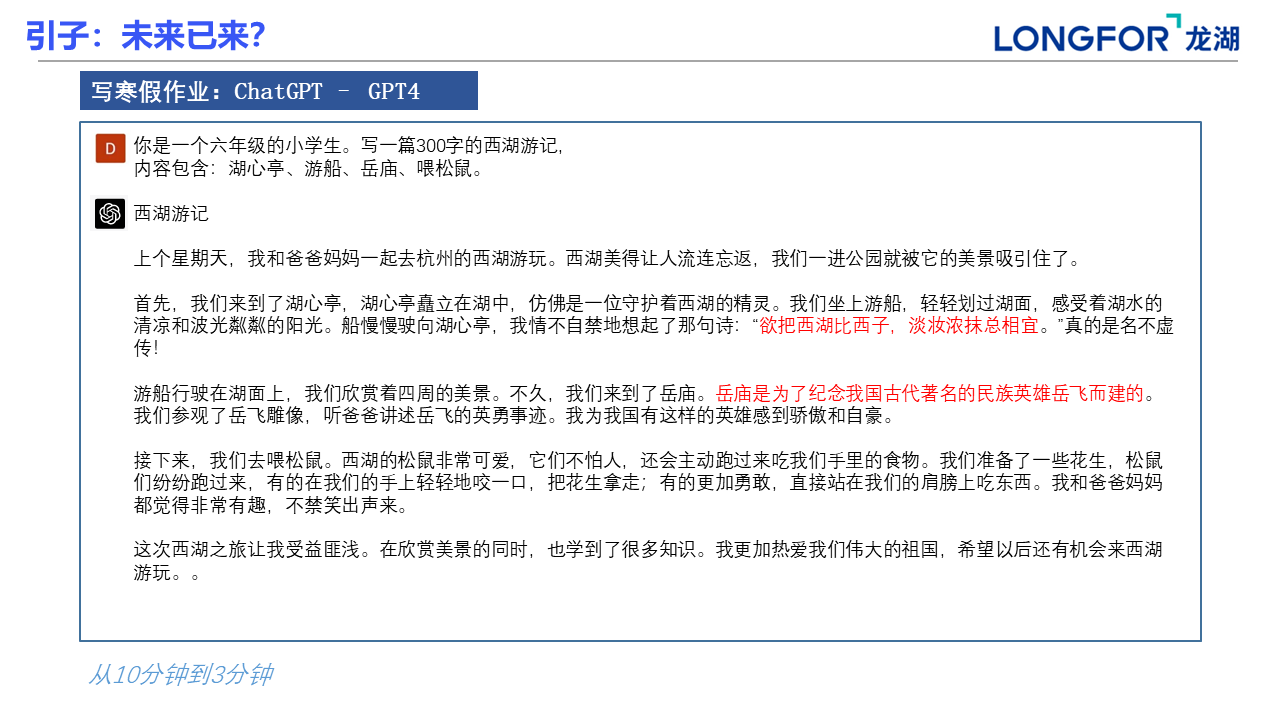 引子：未来已来？
LONGFOR 龙湖
写寒假作业：ChatGPT – GPT4
D
你是一个六年级的小学生。写一篇300字的西湖游记，
内容包含：湖心亭、游船、岳庙、喂松鼠。
西湖游记
上个星期天，我和爸爸妈妈一起去杭州的西湖游玩。西湖美得让人流连忘返，我们一进公园就被它的美景吸引住了。
首先，我们来到了湖心亭，湖心亭矗立在湖中，仿佛是一位守护着西湖的精灵。我们坐上游船，轻轻划过湖面，感受着湖水的
清凉和波光粼粼的阳光。船慢慢驶向湖心亭，我情不自禁地想起了那句诗：“欲把西湖比西子，淡妆浓抹总相宜。”真的是名不虚
传！
游船行驶在湖面上，我们欣赏着四周的美景。不久，我们来到了岳庙。岳庙是为了纪念我国古代著名的民族英雄岳飞而建的。
我们参观了岳飞雕像，听爸爸讲述岳飞的英勇事迹。我为我国有这样的英雄感到骄傲和自豪。
接下来，我们去喂松鼠。西湖的松鼠非常可爱，它们不怕人，还会主动跑过来吃我们手里的食物。我们准备了一些花生，松鼠
们纷纷跑过来，有的在我们的手上轻轻地咬一口，把花生拿走；有的更加勇敢，直接站在我们的肩膀上吃东西。我和爸爸妈妈
都觉得非常有趣，不禁笑出声来。
这次西湖之旅让我受益匪浅。在欣赏美景的同时，也学到了很多知识。我更加热爱我们伟大的祖国，希望以后还有机会来西湖
游玩。。
从10分钟到3分钟